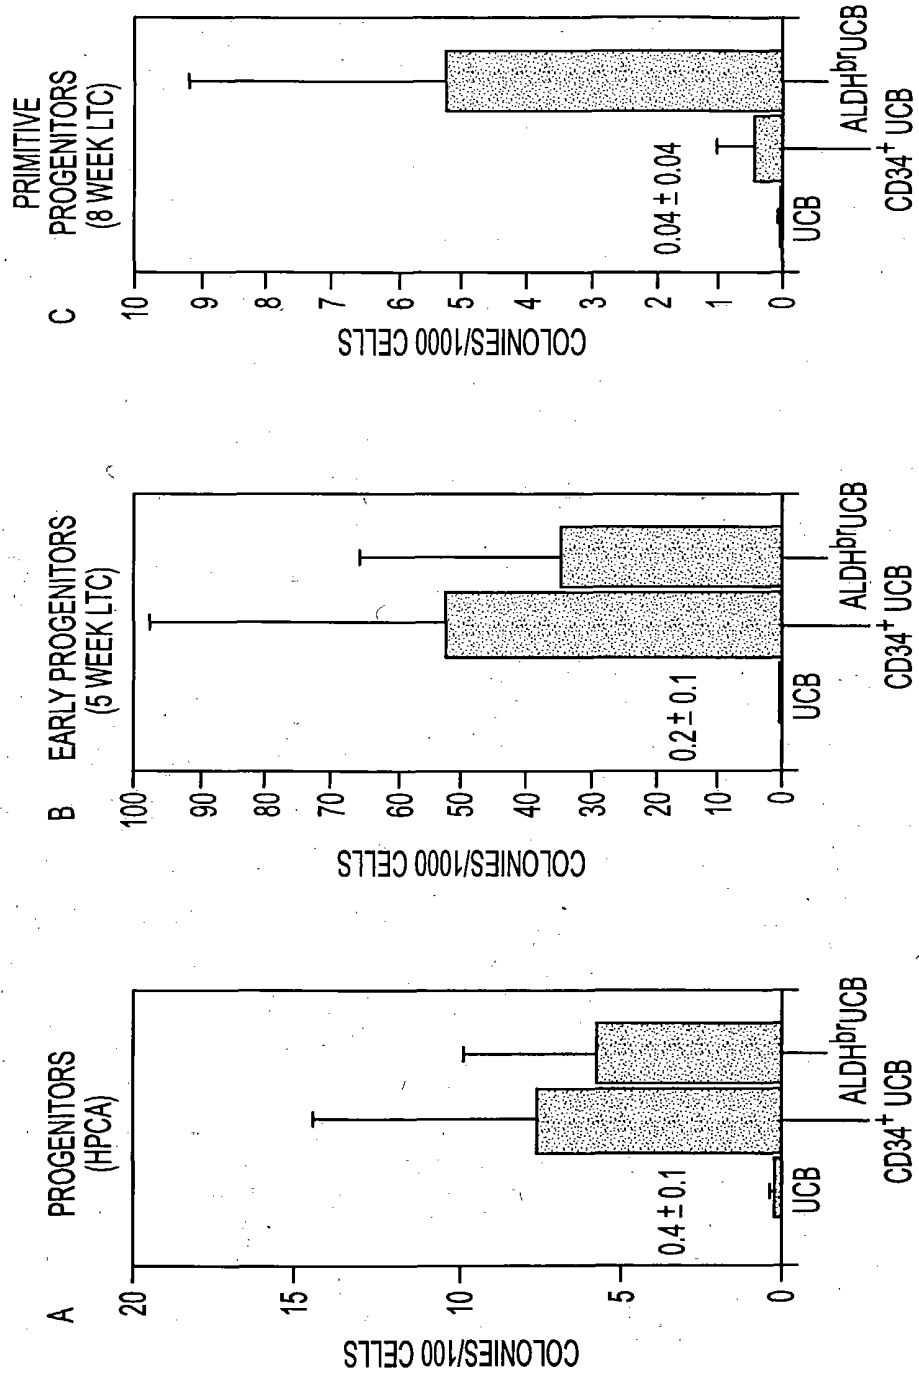 A PROGENITORS
(HPCA)
COLONIES/100 CELLS
20
15
10
5
0
0.4 ± 0.1
UCB
CD34+ UCB
ALDHbrUCB
B EARLY PROGENITORS
(5 WEEK LTC)
COLONIES/1000 CELLS
100
90
80
70
60
50
40
30
20
10
0
0.2 ± 0.1
UCB
CD34+ UCB
ALDHbrUCB
C PRIMITIVE
PROGENITORS
(8 WEEK LTC)
COLONIES/1000 CELLS
10
9
8
7
6
5
4
3
2
1
0
0.04 ± 0.04
UCB
CD34+ UCB
ALDHbrUCB